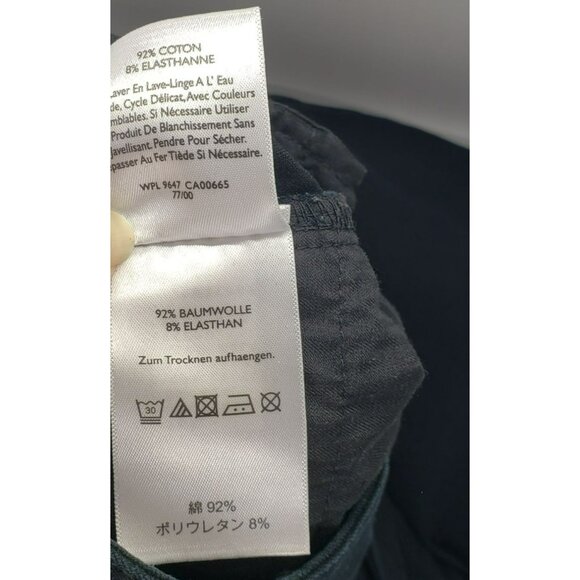 92% COTON
8% ELASTHANNE
Laver En Lave-Linge A L' Eau
de, Cycle Délicat, Avec Couleurs
mblables. Si Nécessaire Utiliser
Produit De Blanchissement Sans
Javellisant. Pendre Pour Sécher.
passer Au Fer Tiède Si Nécessaire.
WPL 9647 CA00665
77/00
92% BAUMWOLLE
8% ELASTHAN
Zum Trocknen aufhaengen.
30
綿 92%
ポリウレタン 8%